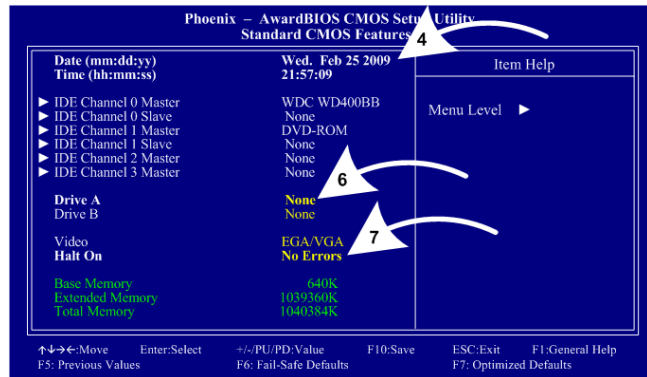 Phoenix – AwardBIOS CMOS Setup Utility
Standard CMOS Features
4
Date (mm:dd:yy) Wed. Feb 25 2009
Time (hh:mm:ss) 21:57:09
Item Help
▶ IDE Channel 0 Master WDC WD400BB
▶ IDE Channel 0 Slave None
▶ IDE Channel 1 Master DVD-ROM
▶ IDE Channel 1 Slave None
▶ IDE Channel 2 Master None
▶ IDE Channel 3 Master None
Menu Level ▶
6
Drive A None
Drive B None
7
Video EGA/VGA
Halt On No Errors
Base Memory 640K
Extended Memory 1039360K
Total Memory 1040384K
↑↓→←:Move Enter:Select +/-/PU/PD:Value F10:Save ESC:Exit F1:General Help
F5: Previous Values F6: Fail-Safe Defaults F7: Optimized Defaults